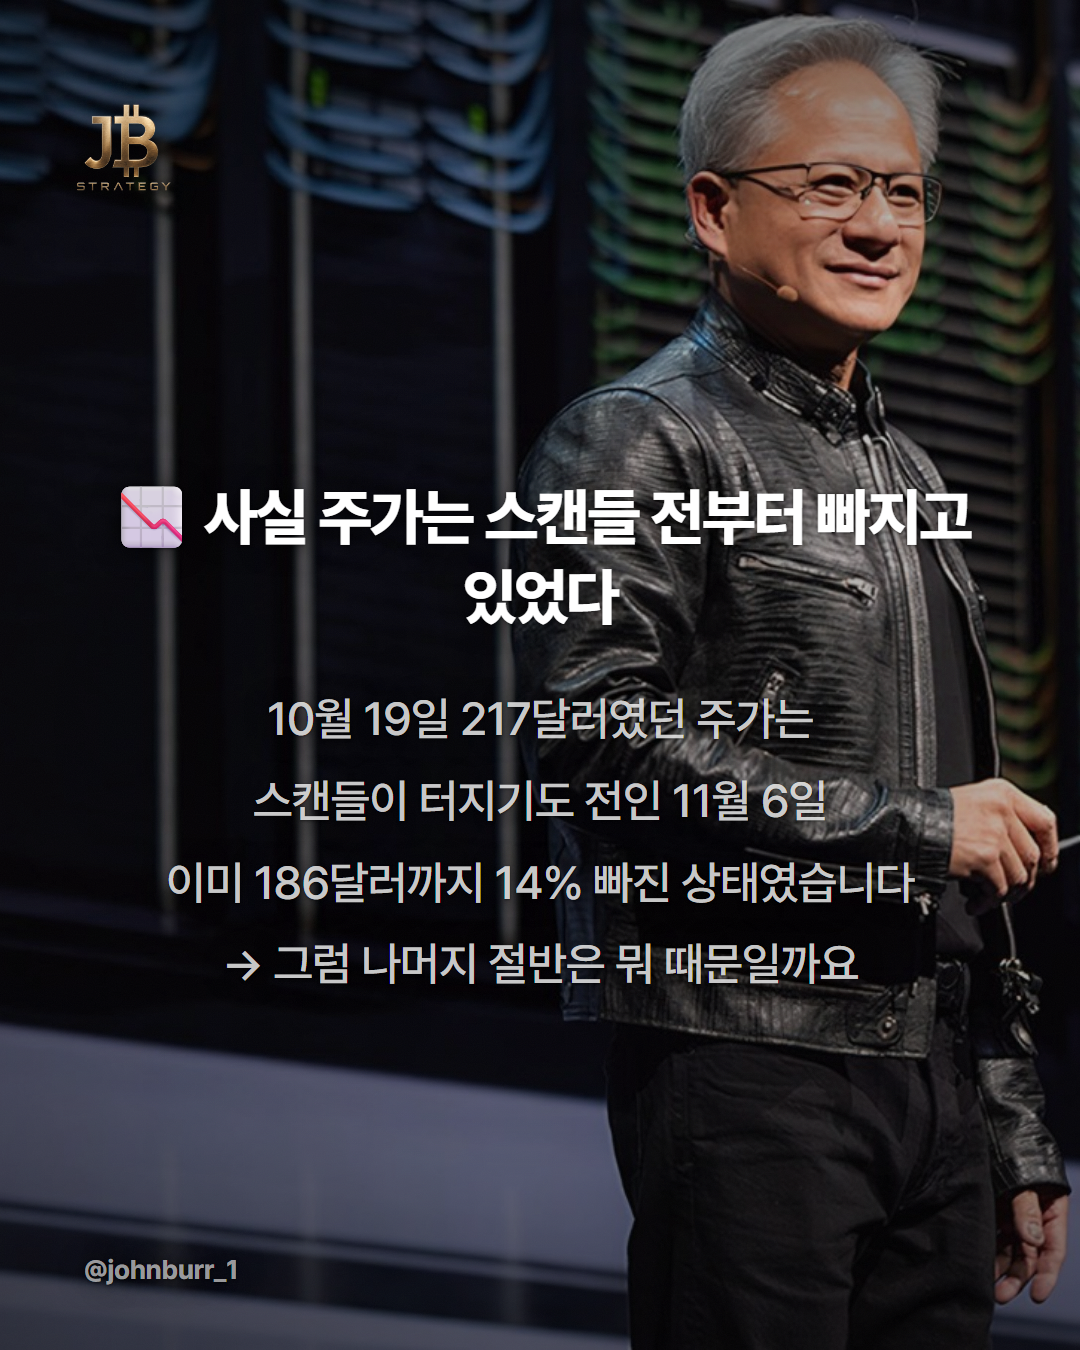 JB
STRATEGY
📉 사실 주가는 스캔들 전부터 빠지고
있었다
10월 19일 217달러였던 주가는
스캔들이 터지기도 전인 11월 6일
이미 186달러까지 14% 빠진 상태였습니다
→ 그럼 나머지 절반은 뭐 때문일까요
@johnburr_1